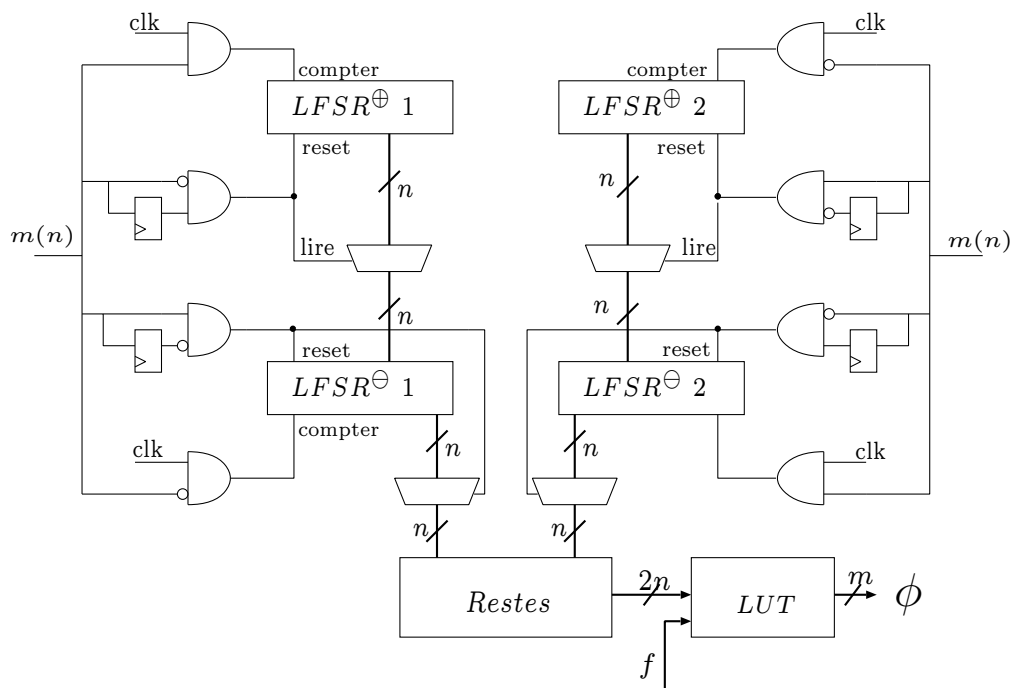 clk clk
compter compter
LFSR⊕ 1 LFSR⊕ 2
reset reset
n n
m(n) lire lire m(n)
n n
reset reset
LFSR⊖ 1 LFSR⊖ 2
compter
clk n n clk
n n
2n m
Restes LUT ϕ
f